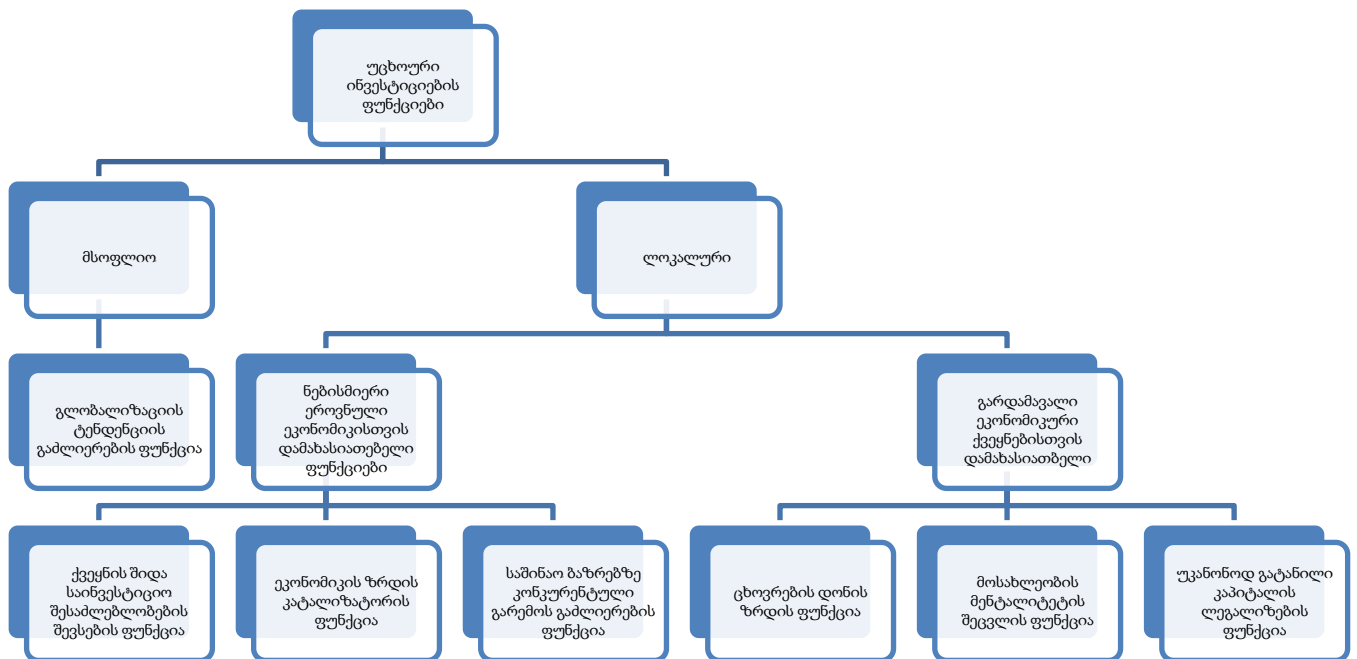 უცხოური
ინვესტიციების
ფუნქციები
მსოფლიო
ლოკალური
გლობალიზაციის
ტენდენციის
გაძლიერების ფუნქცია
ნებისმიერი
ეროვნული
ეკონომიკისთვის
დამახასიათებელი
ფუნქციები
გარდამავალი
ეკონომიკური
ქვეყნებისთვის
დამახასიათბელი
ქვეყნის შიდა
საინვესტიციო
შესაძლებლობების
შევსების ფუნქცია
ეკონომიკის ზრდის
კატალიზატორის
ფუნქცია
საშინაო ბაზრებზე
კონკურენტული
გარემოს გაძლიერების
ფუნქცია
ცხოვრების დონის
ზრდის ფუნქცია
მოსახლეობის
მენტალიტეტის
შეცვლის ფუნქცია
უკანონოდ გატანილი
კაპიტალის
ლეგალიზების
ფუნქცია